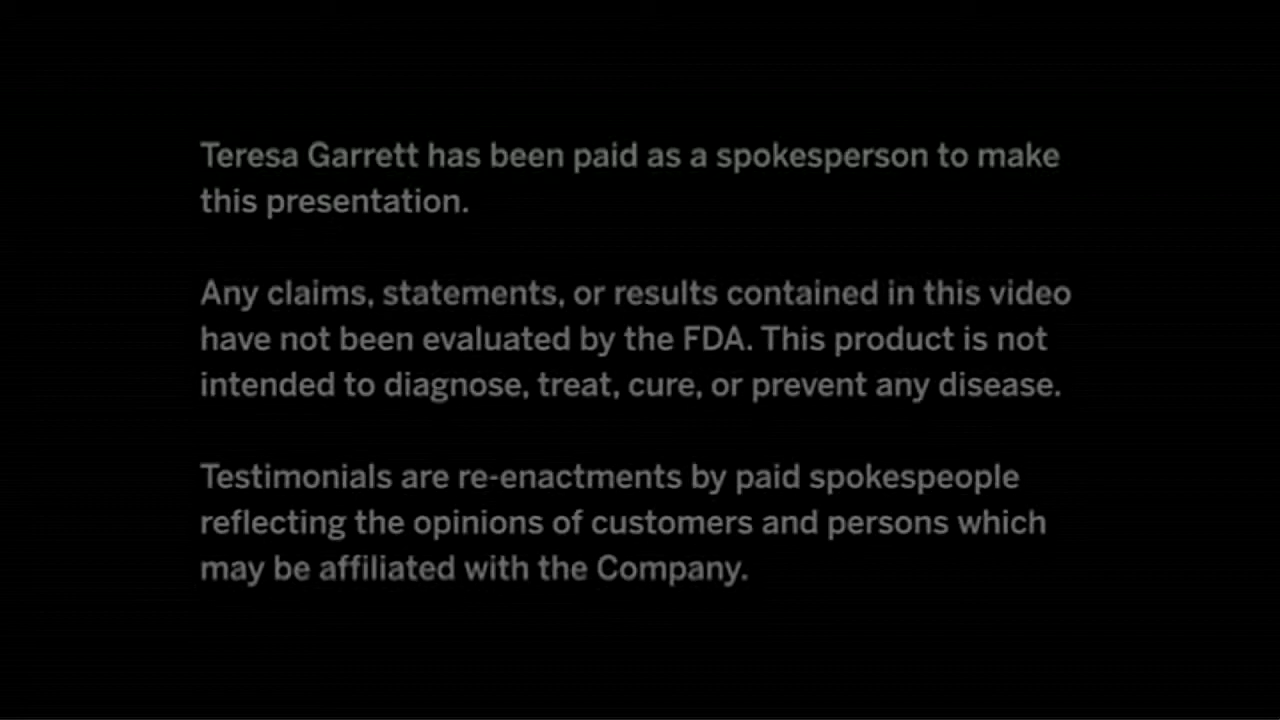 Teresa Garrett has been paid as a spokesperson to make
this presentation.
Any claims, statements, or results contained in this video
have not been evaluated by the FDA. This product is not
intended to diagnose, treat, cure, or prevent any disease.
Testimonials are re-enactments by paid spokespeople
reflecting the opinions of customers and persons which
may be affiliated with the Company.